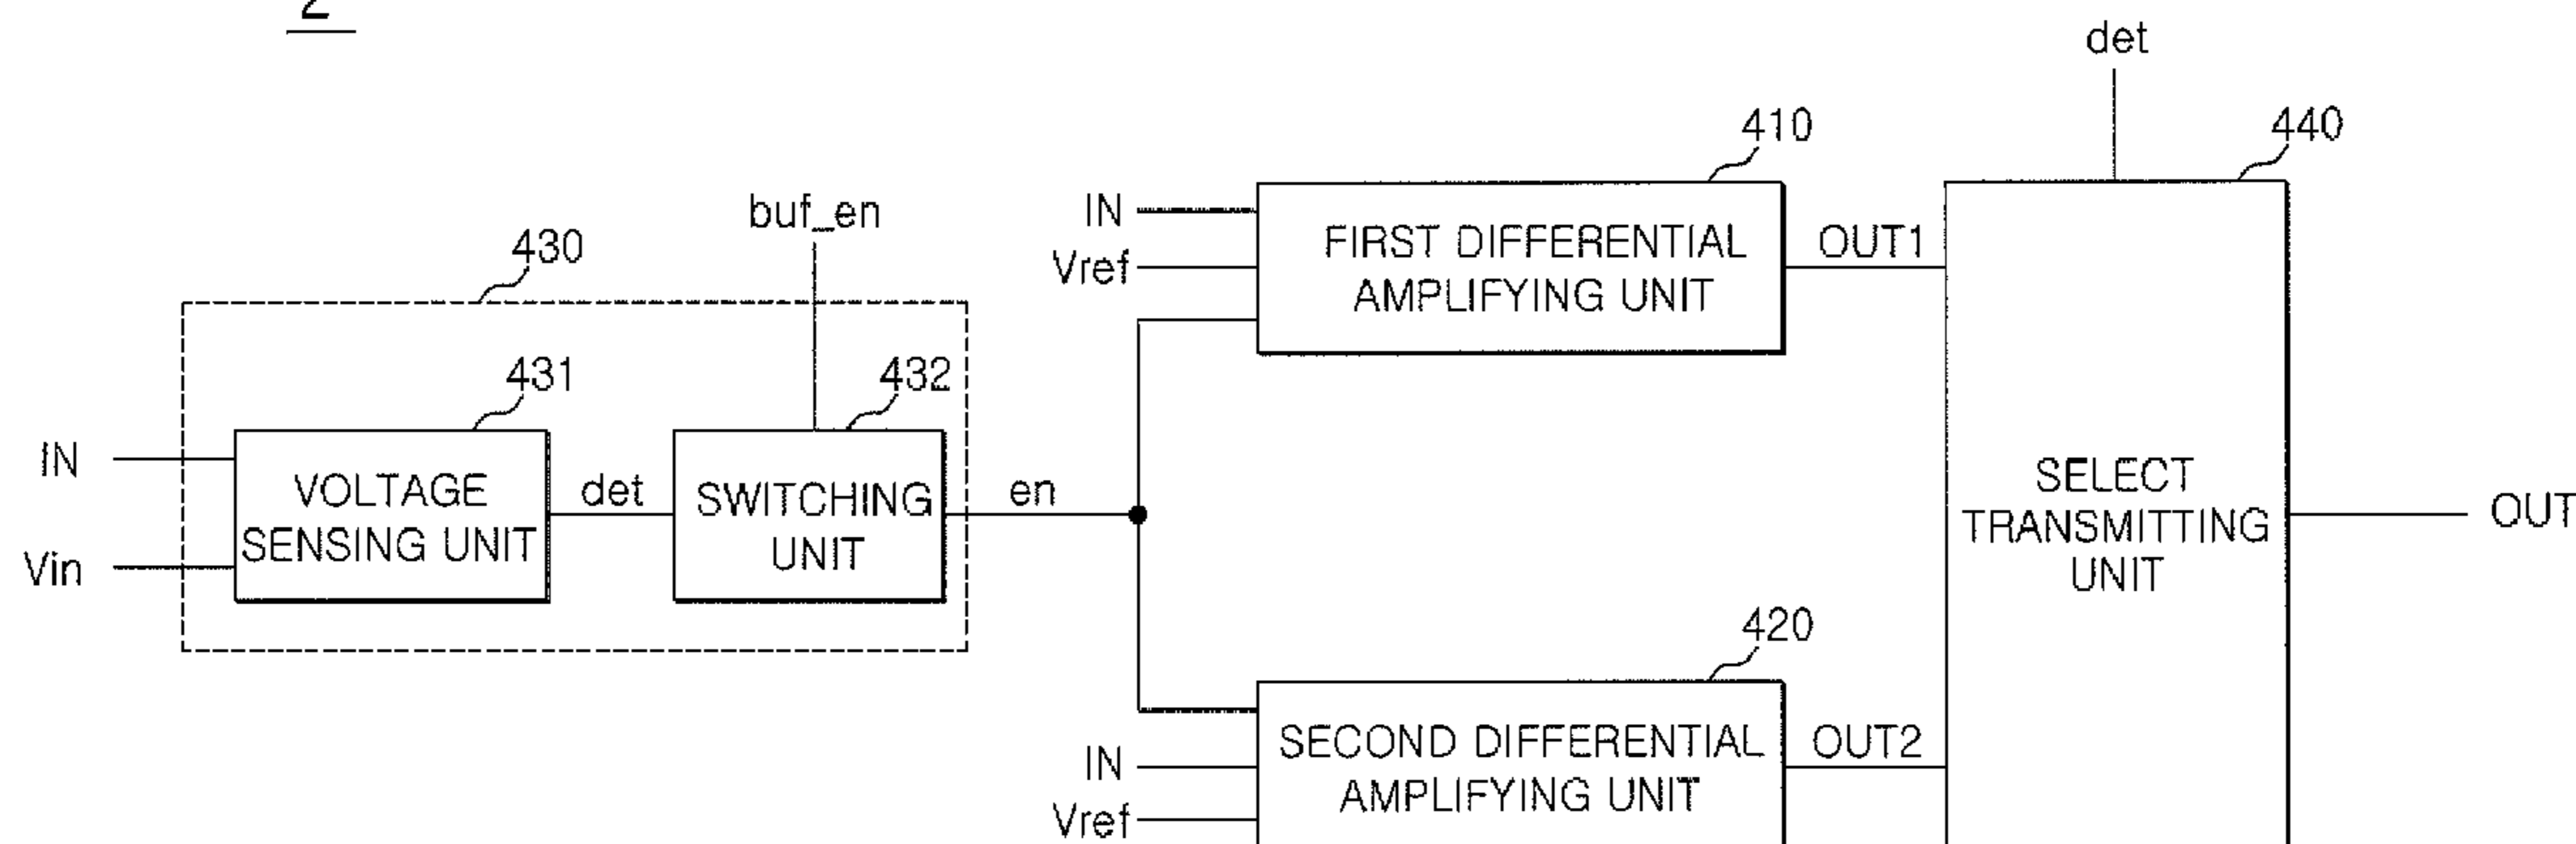 2
det
410
440
buf_en
IN
430
FIRST DIFFERENTIAL
AMPLIFYING UNIT
OUT1
Vref
431
432
IN
VOLTAGE
SENSING UNIT
det
SWITCHING
UNIT
en
SELECT
TRANSMITTING
UNIT
OUT
Vin
420
SECOND DIFFERENTIAL
AMPLIFYING UNIT
OUT2
IN
Vref